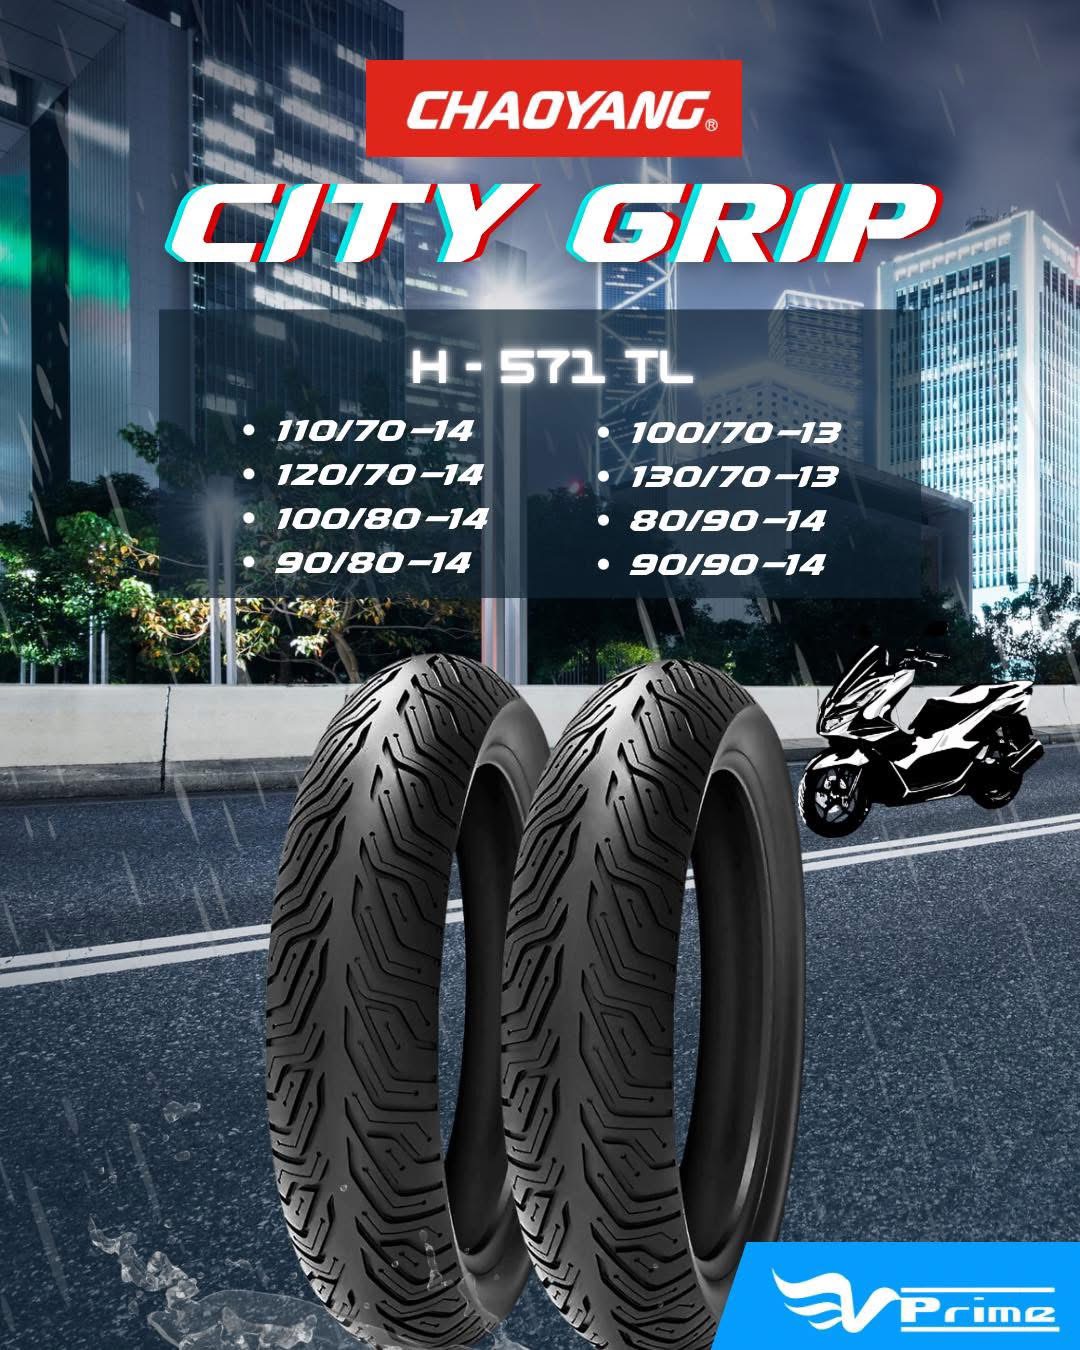 CHAOYANG®
CITY GRIP
H - 571 TL
• 110/70-14
• 120/70-14
• 100/80-14
• 90/80-14
• 100/70-13
• 130/70-13
• 80/90-14
• 90/90-14
VPrime